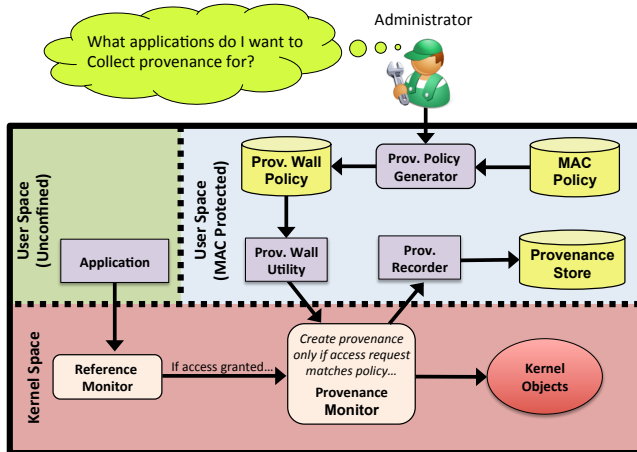 Administrator
What applications do I want to
Collect provenance for?
User Space
(Unconfined)
User Space
(MAC Protected)
Prov. Wall
Policy
Prov. Policy
Generator
MAC
Policy
Application
Prov. Wall
Utility
Prov.
Recorder
Provenance
Store
Kernel Space
Reference
Monitor
If access granted...
Create provenance
only if access request
matches policy...
Provenance
Monitor
Kernel
Objects